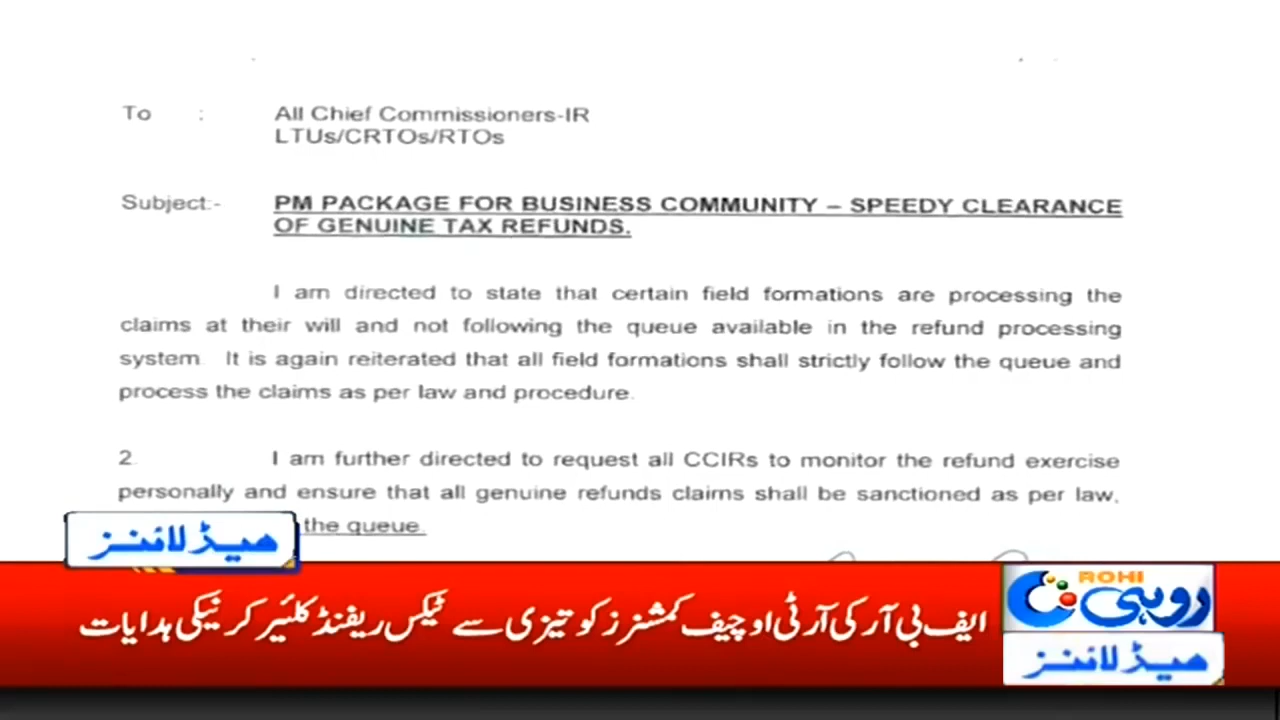 To : All Chief Commissioners-IR
LTUs/CRTOs/RTOs
Subject:- PM PACKAGE FOR BUSINESS COMMUNITY – SPEEDY CLEARANCE
OF GENUINE TAX REFUNDS.
I am directed to state that certain field formations are processing the
claims at their will and not following the queue available in the refund processing
system. It is again reiterated that all field formations shall strictly follow the queue and
process the claims as per law and procedure.
2. I am further directed to request all CCIRs to monitor the refund exercise
personally and ensure that all genuine refunds claims shall be sanctioned as per law,
the queue.
ہیڈ لائنز
ایف بی آر کی آر ٹی او چیف کمشنرز کو تیزی سے ٹیکس ریفنڈ کلئیر کرنیکی ہدایات
ROHI
روہی
ہیڈ لائنز